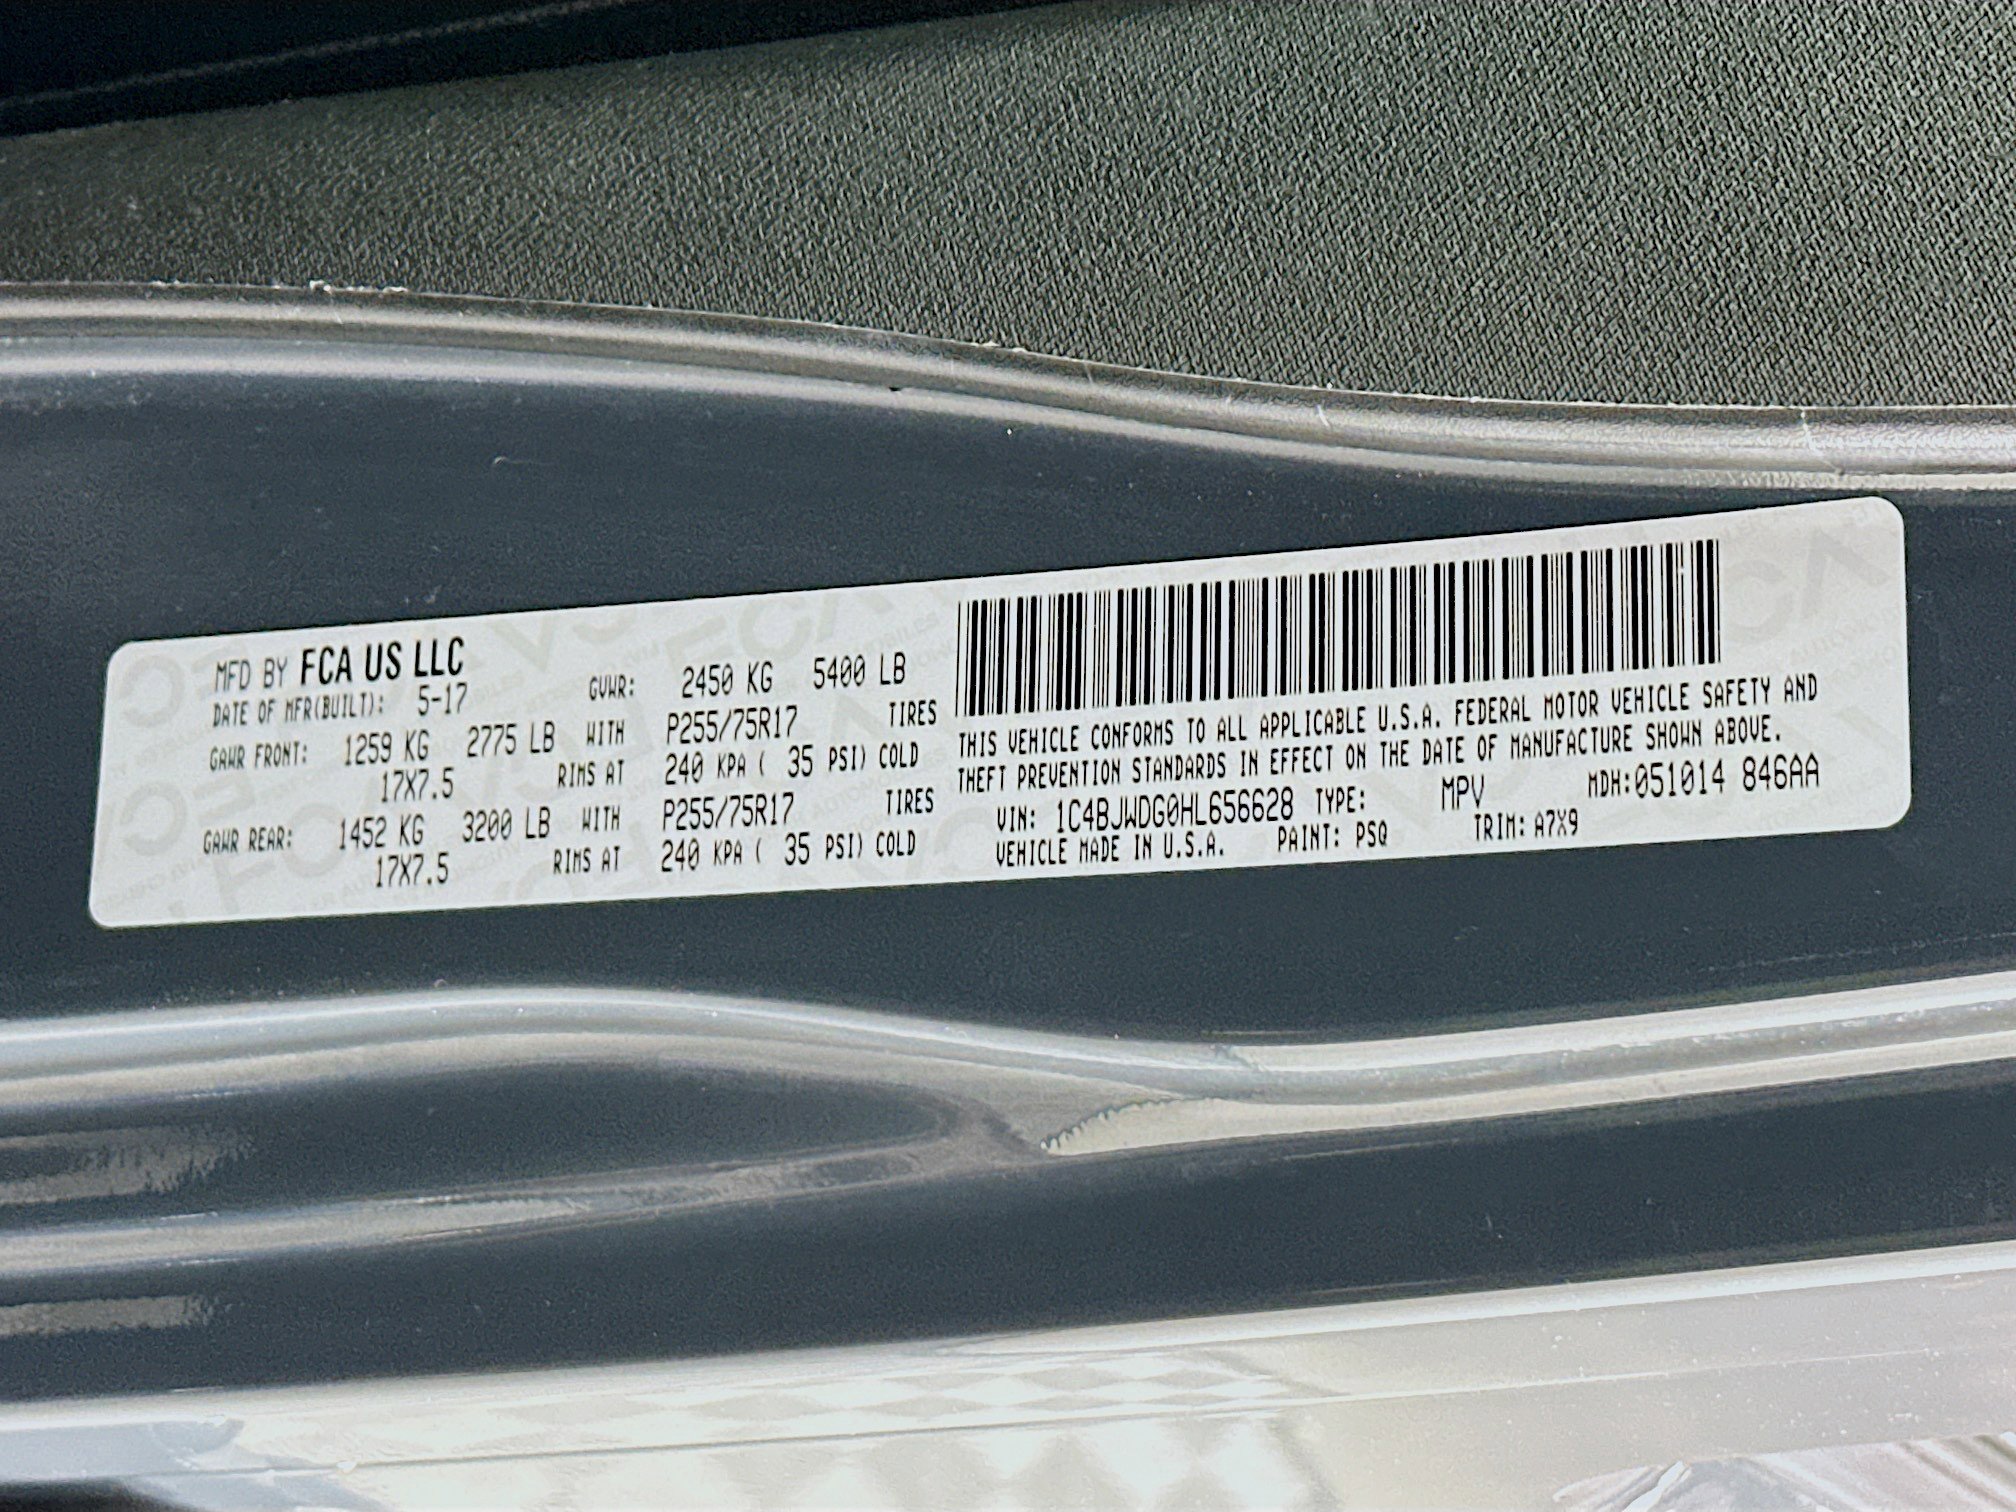 MFD BY FCA US LLC
DATE OF MFR(BUILT): 5-17 GVWR: 2450 KG 5400 LB
GAWR FRONT: 1259 KG 2775 LB WITH P255/75R17 TIRES
17X7.5 RIMS AT 240 KPA ( 35 PSI) COLD
GAWR REAR: 1452 KG 3200 LB WITH P255/75R17 TIRES
17X7.5 RIMS AT 240 KPA ( 35 PSI) COLD
THIS VEHICLE CONFORMS TO ALL APPLICABLE U.S.A. FEDERAL MOTOR VEHICLE SAFETY AND
THEFT PREVENTION STANDARDS IN EFFECT ON THE DATE OF MANUFACTURE SHOWN ABOVE.
VIN: 1C4BJWDG0HL656628 TYPE: MPV MDH:051014 846AA
VEHICLE MADE IN U.S.A. PAINT: PSQ TRIM: A7X9